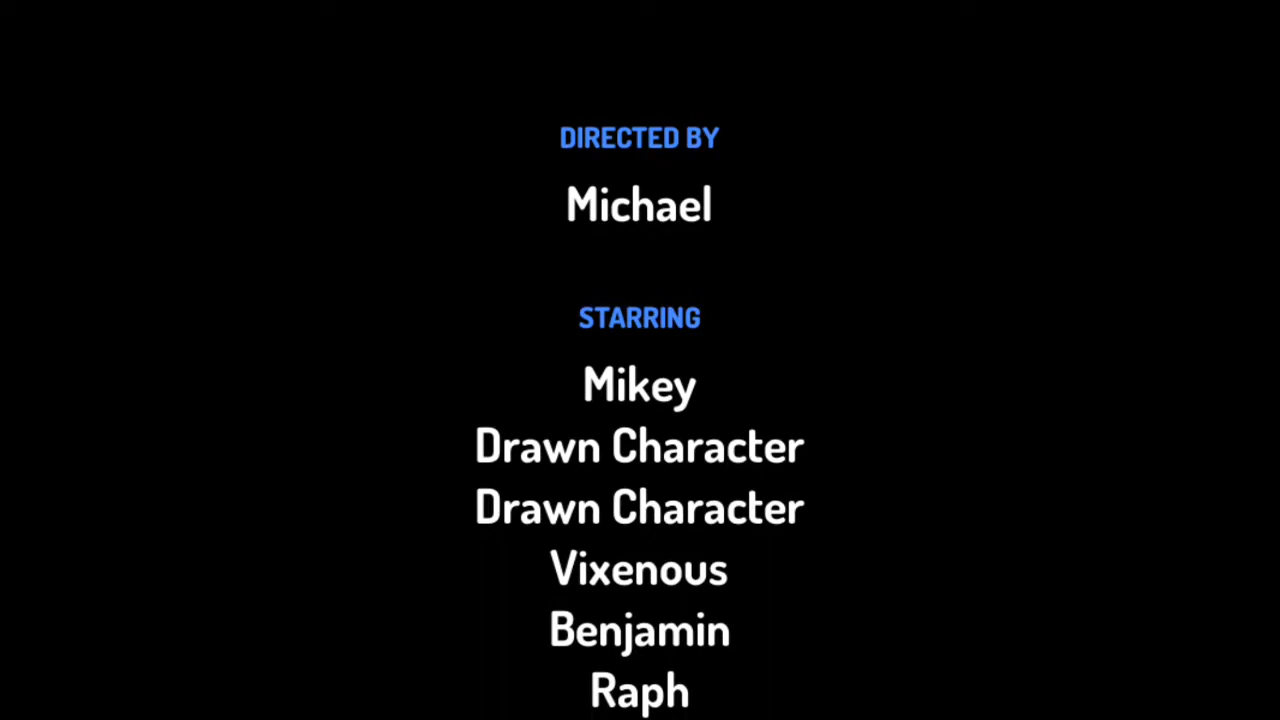 DIRECTED BY
Michael
STARRING
Mikey
Drawn Character
Drawn Character
Vixenous
Benjamin
Raph